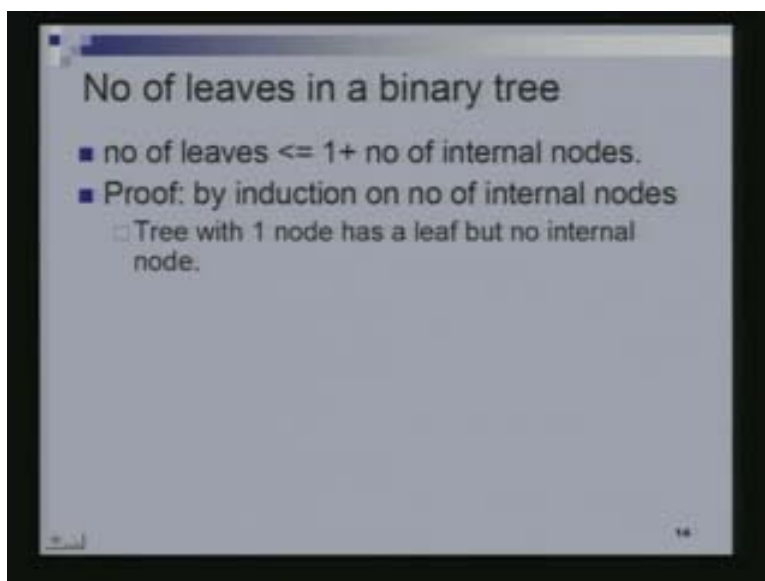 No of leaves in a binary tree
no of leaves <= 1+ no of internal nodes.
Proof: by induction on no of internal nodes
Tree with 1 node has a leaf but no internal
node.
14